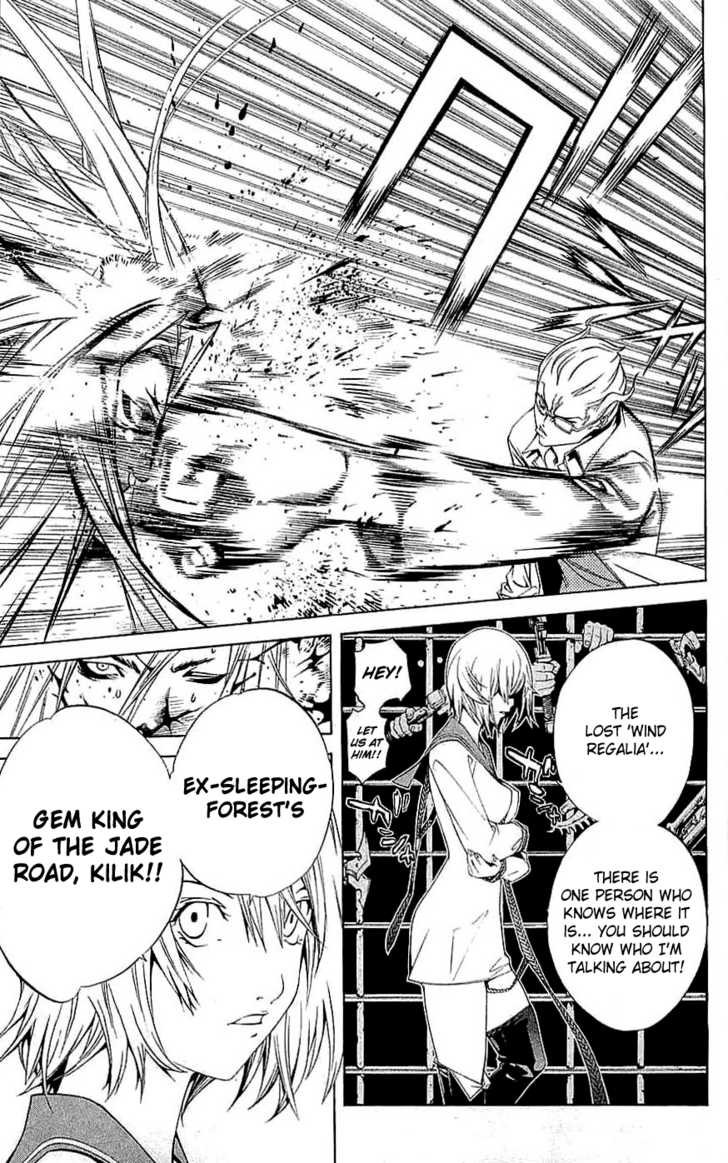 HEY!
LET
US AT
HIM!!
THE
LOST 'WIND
REGALIA'...
THERE IS
ONE PERSON WHO
KNOWS WHERE IT
IS... YOU SHOULD
KNOW WHO I'M
TALKING ABOUT!
EX-SLEEPING-
FOREST'S
GEM KING
OF THE JADE
ROAD, KILIK!!